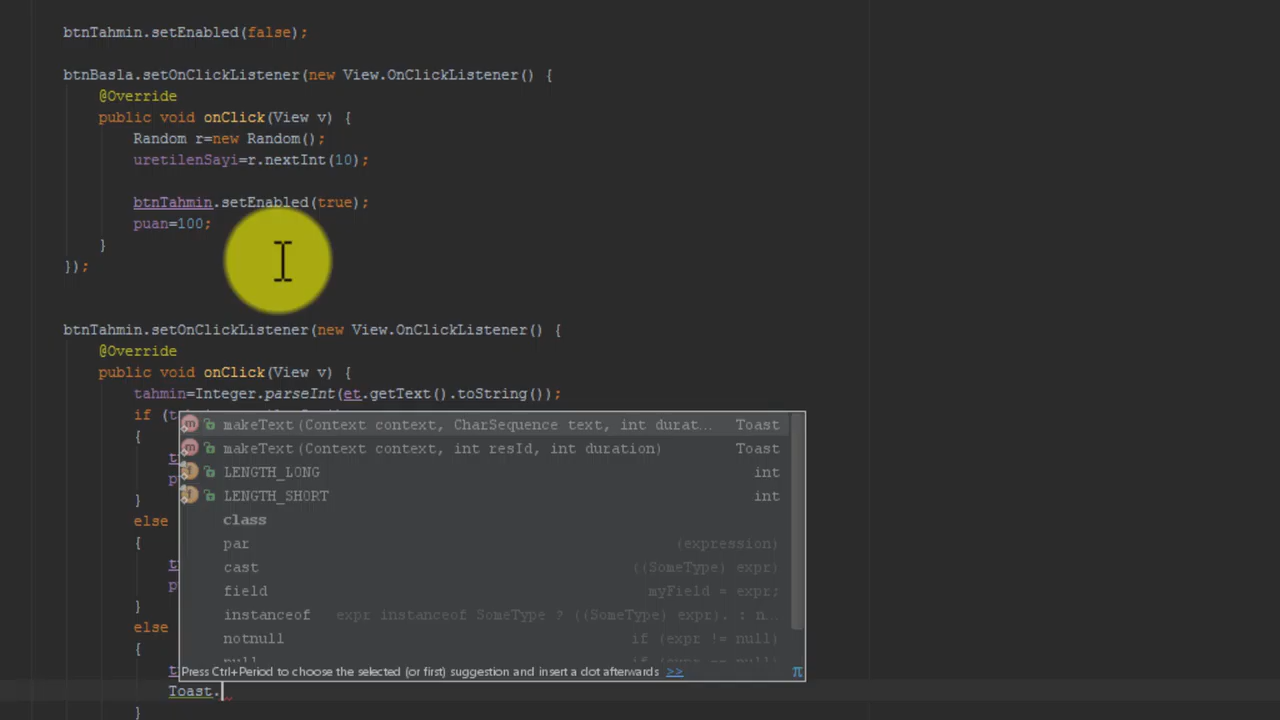 btnTahmin.setEnabled(false);
btnBasla.setOnClickListener(new View.OnClickListener() {
@Override
public void onClick(View v) {
Random r=new Random();
uretilenSayi=r.nextInt(10);
btnTahmin.setEnabled(true);
puan=100;
}
});
btnTahmin.setOnClickListener(new View.OnClickListener() {
@Override
public void onClick(View v) {
tahmin=Integer.parseInt(et.getText().toString());
if (t
makeText(Context context, CharSequence text, int durat… Toast
{
makeText(Context context, int resId, int duration) Toast
t
LENGTH_LONG int
p
LENGTH_SHORT int
}
else
class
{
par (expression)
t
cast ((SomeType) expr)
p
field myField = expr;
}
instanceof expr instanceof SomeType ? ((SomeType) expr). : n…
else
notnull if (expr != null)
{
t
Press Ctrl+Period to choose the selected (or first) suggestion and insert a dot afterwards >> π
Toast.
}